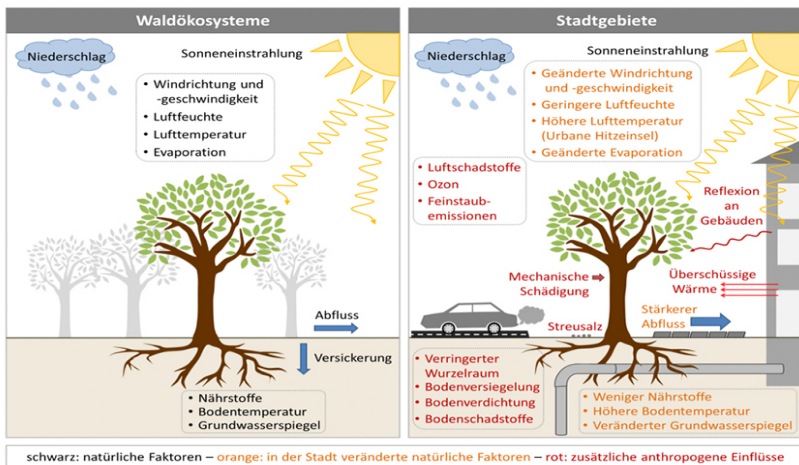 Waldökosysteme
Niederschlag
Sonneneinstrahlung
• Windrichtung und
-geschwindigkeit
• Luftfeuchte
• Lufttemperatur
• Evaporation
Abfluss
Versickerung
• Nährstoffe
• Bodentemperatur
• Grundwasserspiegel
Stadtgebiete
Niederschlag
Sonneneinstrahlung
• Geänderte Windrichtung
und -geschwindigkeit
• Geringere Luftfeuchte
• Höhere Lufttemperatur
(Urbane Hitzeinsel)
• Geänderte Evaporation
• Luftschadstoffe
• Ozon
• Feinstaub-
emissionen
Reflexion
an
Gebäuden
Mechanische
Schädigung
Überschüssige
Wärme
Stärkerer
Abfluss
Streusalz
• Verringerter
Wurzelraum
• Bodenversiegelung
• Bodenverdichtung
• Bodenschadstoffe
• Weniger Nährstoffe
• Höhere Bodentemperatur
• Veränderter Grundwasserspiegel
schwarz: natürliche Faktoren – orange: in der Stadt veränderte natürliche Faktoren – rot: zusätzliche anthropogene Einflüsse